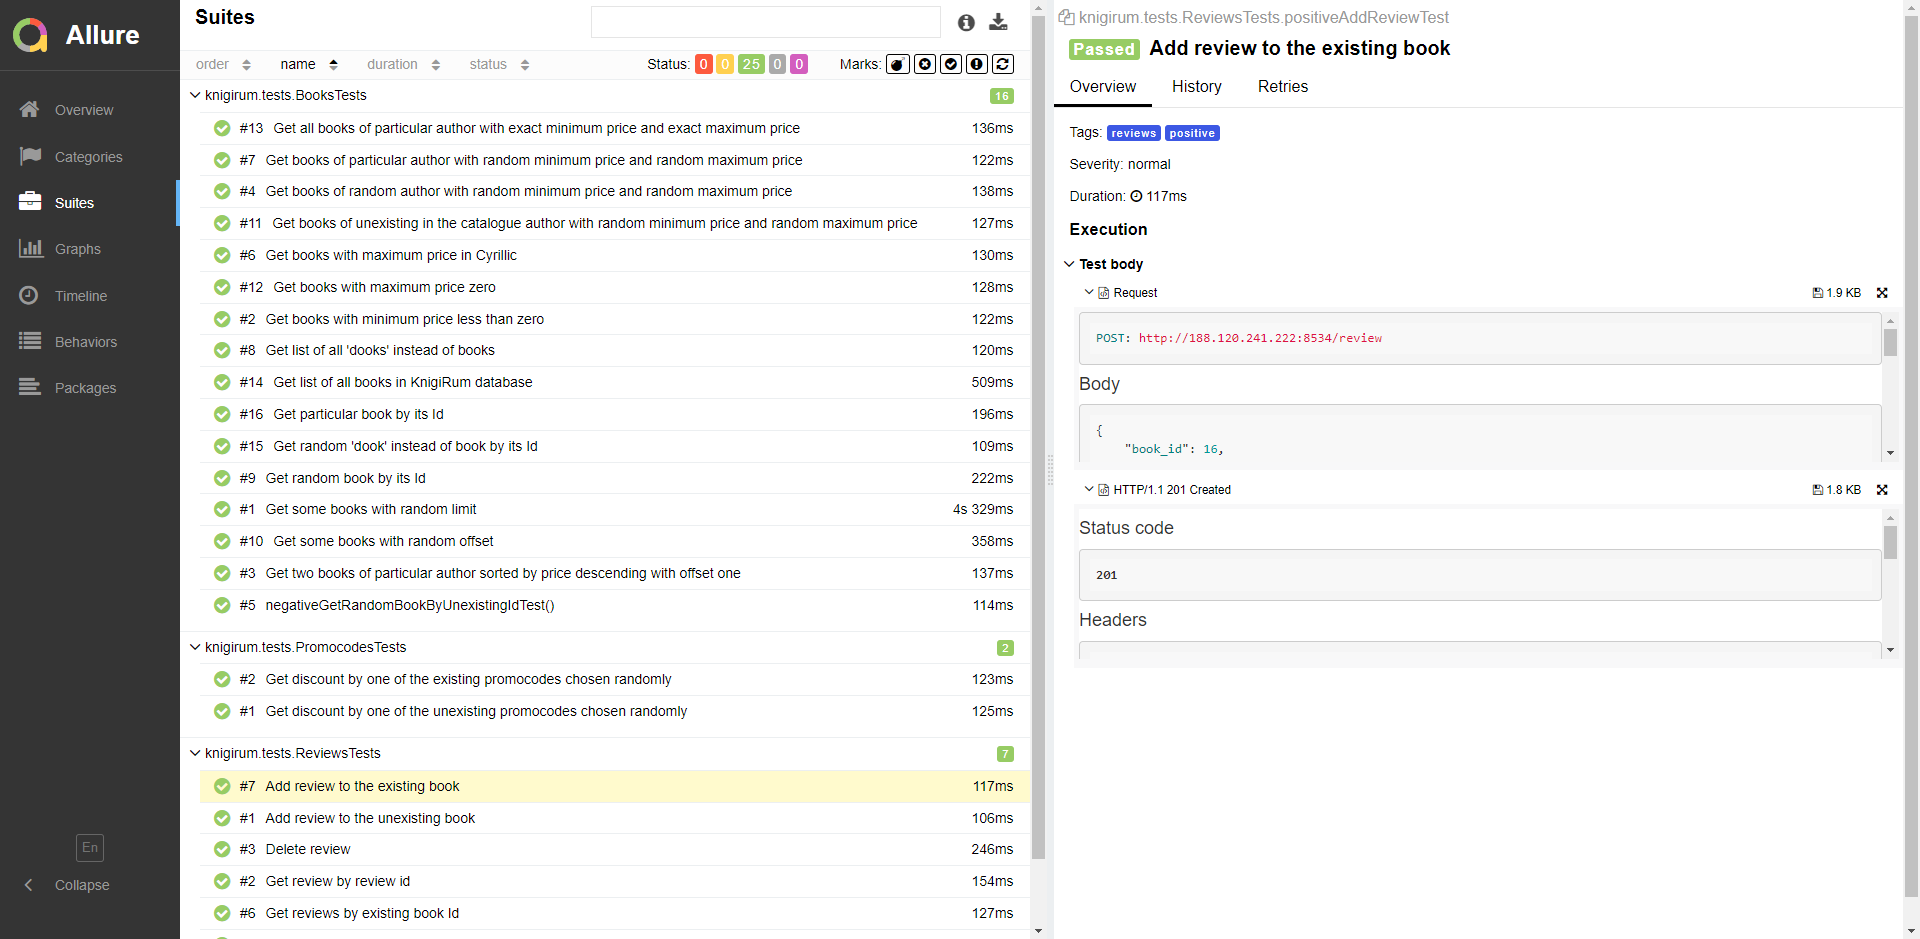 Allure
Overview
Categories
Suites
Graphs
Timeline
Behaviors
Packages
En
Collapse
Suites
order name duration status Status: 0 0 25 0 0 Marks:
knigirum.tests.BooksTests 16
#13 Get all books of particular author with exact minimum price and exact maximum price 136ms
#7 Get books of particular author with random minimum price and random maximum price 122ms
#4 Get books of random author with random minimum price and random maximum price 138ms
#11 Get books of unexisting in the catalogue author with random minimum price and random maximum price 127ms
#6 Get books with maximum price in Cyrillic 130ms
#12 Get books with maximum price zero 128ms
#2 Get books with minimum price less than zero 122ms
#8 Get list of all 'dooks' instead of books 120ms
#14 Get list of all books in KnigiRum database 509ms
#16 Get particular book by its Id 196ms
#15 Get random 'dook' instead of book by its Id 109ms
#9 Get random book by its Id 222ms
#1 Get some books with random limit 4s 329ms
#10 Get some books with random offset 358ms
#3 Get two books of particular author sorted by price descending with offset one 137ms
#5 negativeGetRandomBookByUnexistingIdTest() 114ms
knigirum.tests.PromocodesTests 2
#2 Get discount by one of the existing promocodes chosen randomly 123ms
#1 Get discount by one of the unexisting promocodes chosen randomly 125ms
knigirum.tests.ReviewsTests 7
#7 Add review to the existing book 117ms
#1 Add review to the unexisting book 106ms
#3 Delete review 246ms
#2 Get review by review id 154ms
#6 Get reviews by existing book Id 127ms
knigirum.tests.ReviewsTests.positiveAddReviewTest
Passed Add review to the existing book
Overview History Retries
Tags: reviews positive
Severity: normal
Duration: 117ms
Execution
Test body
Request 1.9 KB
POST: http://188.120.241.222:8534/review
Body
{
"book_id": 16,
HTTP/1.1 201 Created 1.8 KB
Status code
201
Headers